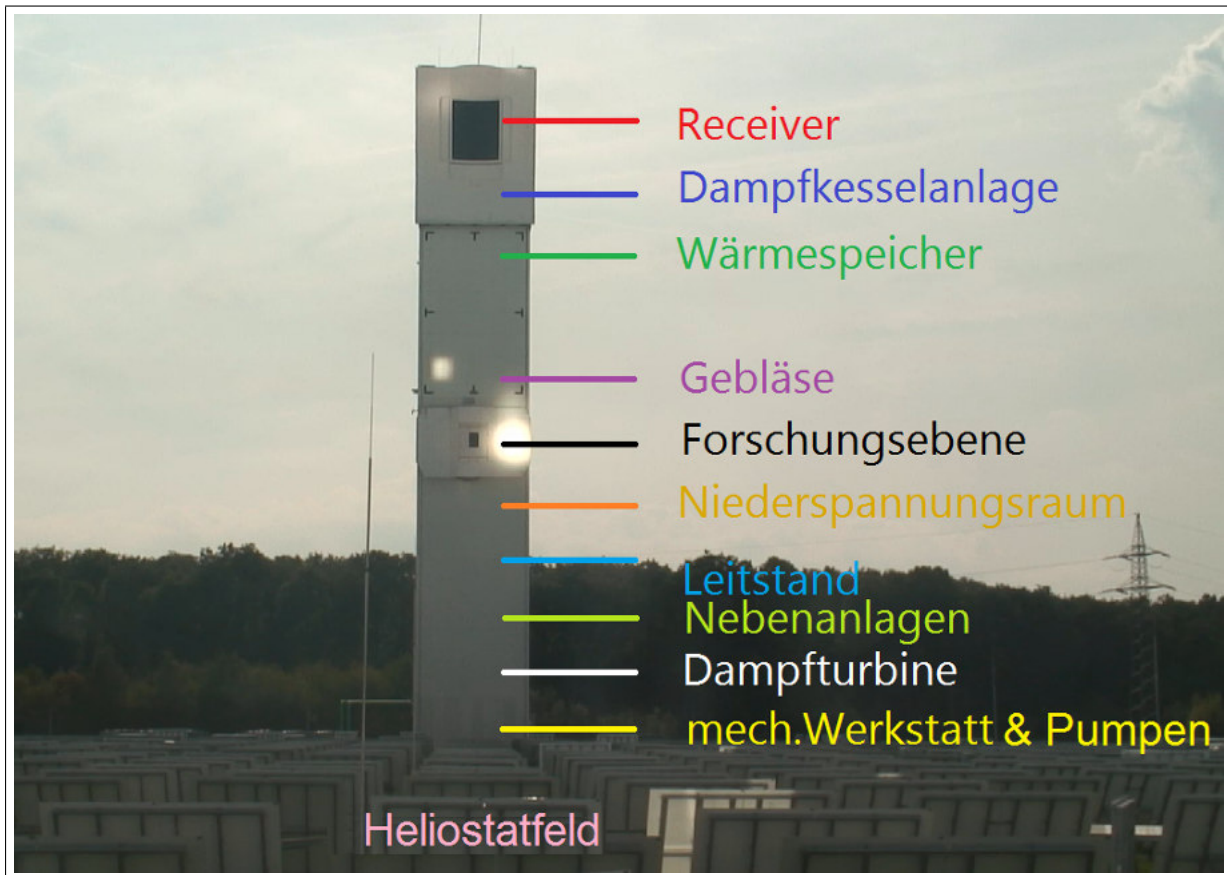 Receiver
Dampfkesselanlage
Wärmespeicher
Gebläse
Forschungsebene
Niederspannungsraum
Leitstand
Nebenanlagen
Dampfturbine
mech.Werkstatt & Pumpen
Heliostatfeld